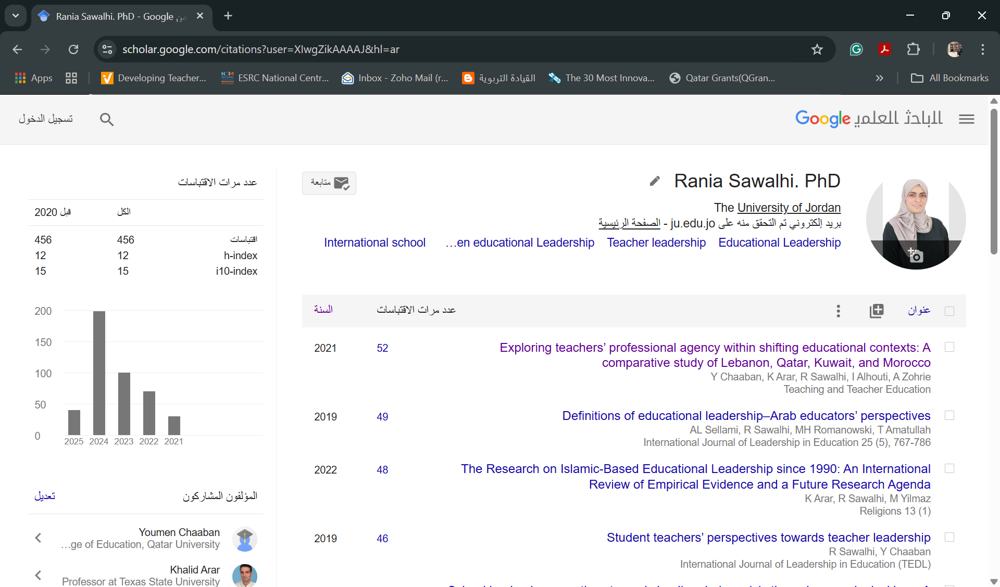 Rania Sawalhi. PhD - Google
scholar.google.com/citations?user=XIwgZikAAAAJ&hl=ar
Apps
Developing Teacher...
ESRC National Centr...
Inbox - Zoho Mail (r...
القيادة التربوية
The 30 Most Innova...
Qatar Grants(QGran...
All Bookmarks
الباحث العلمي Google
تسجيل الدخول
Rania Sawalhi. PhD
متابعة
The University of Jordan
بريد إلكتروني تم التحقق منه على ju.edu.jo - الصفحة الرئيسية
Educational Leadership Teacher leadership …en educational Leadership International school
عنوان عدد مرات الاقتباسات السنة
Exploring teachers’ professional agency within shifting educational contexts: A
comparative study of Lebanon, Qatar, Kuwait, and Morocco
Y Chaaban, K Arar, R Sawalhi, I Alhouti, A Zohrie
Teaching and Teacher Education
52 2021
Definitions of educational leadership–Arab educators’ perspectives
AL Sellami, R Sawalhi, MH Romanowski, T Amatullah
International Journal of Leadership in Education 25 (5), 767-786
49 2019
The Research on Islamic-Based Educational Leadership since 1990: An International
Review of Empirical Evidence and a Future Research Agenda
K Arar, R Sawalhi, M Yilmaz
Religions 13 (1)
48 2022
Student teachers’ perspectives towards teacher leadership
R Sawalhi, Y Chaaban
International Journal of Leadership in Education (TEDL)
46 2019
عدد مرات الاقتباسات
الكل قبل 2020
اقتباسات 456 456
h-index 12 12
i10-index 15 15
200
150
100
50
0
2025 2024 2023 2022 2021
المؤلفون المشاركون تعديل
Youmen Chaaban
…ge of Education, Qatar University
Khalid Arar
Professor at Texas State University